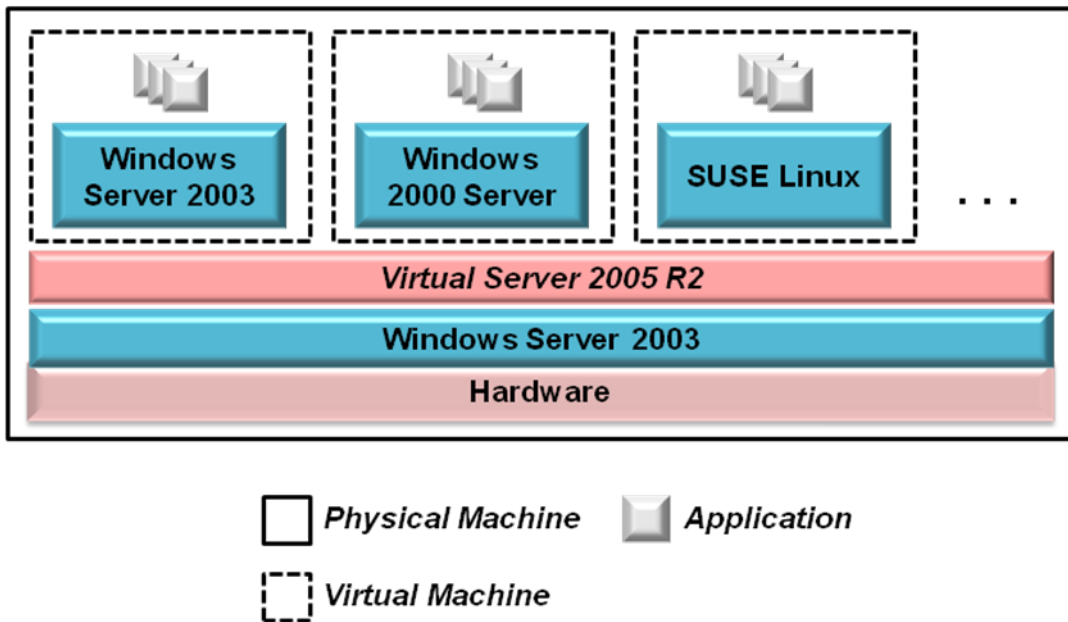 Windows
Server 2003
Windows
2000 Server
SUSE Linux
. . .
Virtual Server 2005 R2
Windows Server 2003
Hardware
Physical Machine
Application
Virtual Machine